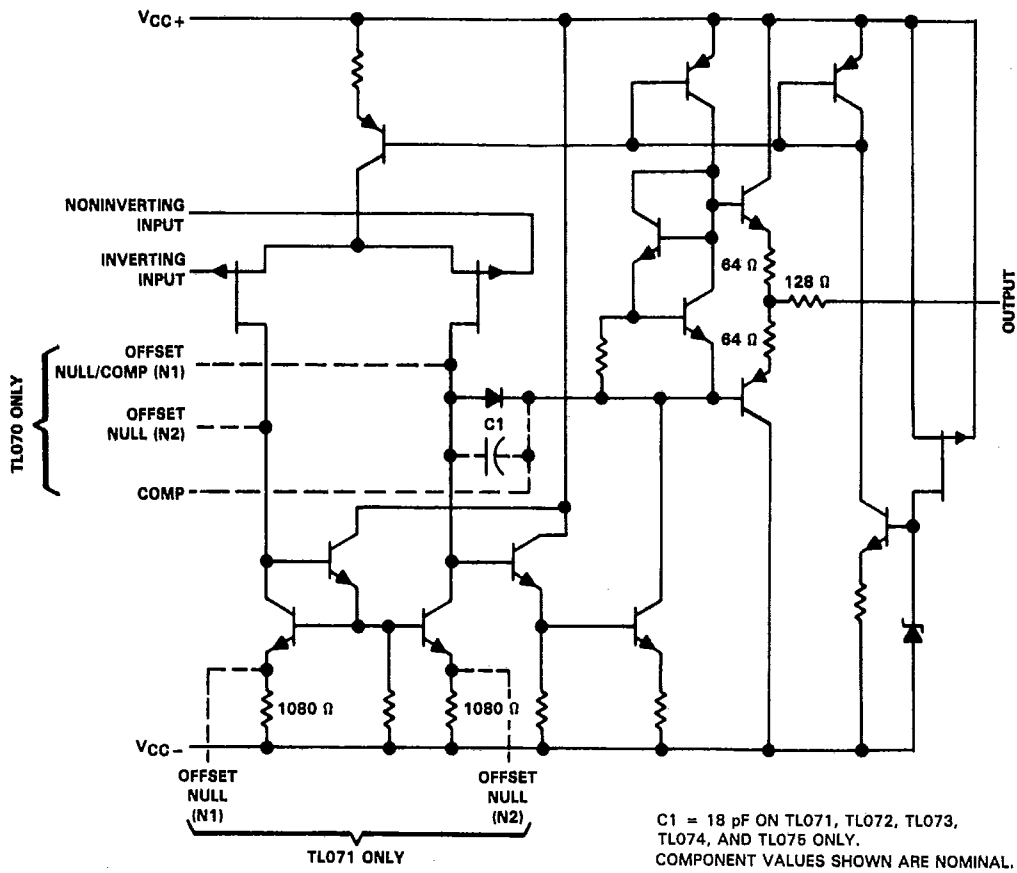 VCC+
NONINVERTING
INPUT
INVERTING
INPUT
64 Ω
128 Ω
OUTPUT
64 Ω
TL070 ONLY
OFFSET
NULL/COMP (N1)
OFFSET
NULL (N2)
C1
COMP
1080 Ω
1080 Ω
VCC−
OFFSET
NULL
(N1)
OFFSET
NULL
(N2)
TL071 ONLY
C1 = 18 pF ON TL071, TL072, TL073,
TL074, AND TL075 ONLY.
COMPONENT VALUES SHOWN ARE NOMINAL.